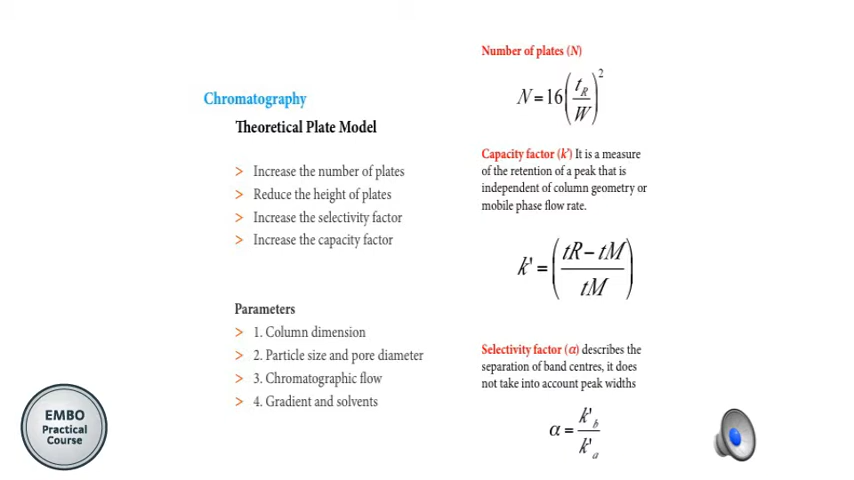 Chromatography
Theoretical Plate Model
> Increase the number of plates
> Reduce the height of plates
> Increase the selectivity factor
> Increase the capacity factor
Parameters
> 1. Column dimension
> 2. Particle size and pore diameter
> 3. Chromatographic flow
> 4. Gradient and solvents
Number of plates (N)
N = 16 (t_R / W)^2
Capacity factor (k') It is a measure
of the retention of a peak that is
independent of column geometry or
mobile phase flow rate.
k' = (tR − tM / tM)
Selectivity factor (α) describes the
separation of band centres, it does
not take into account peak widths
α = k'_b / k'_a
EMBO
Practical
Course